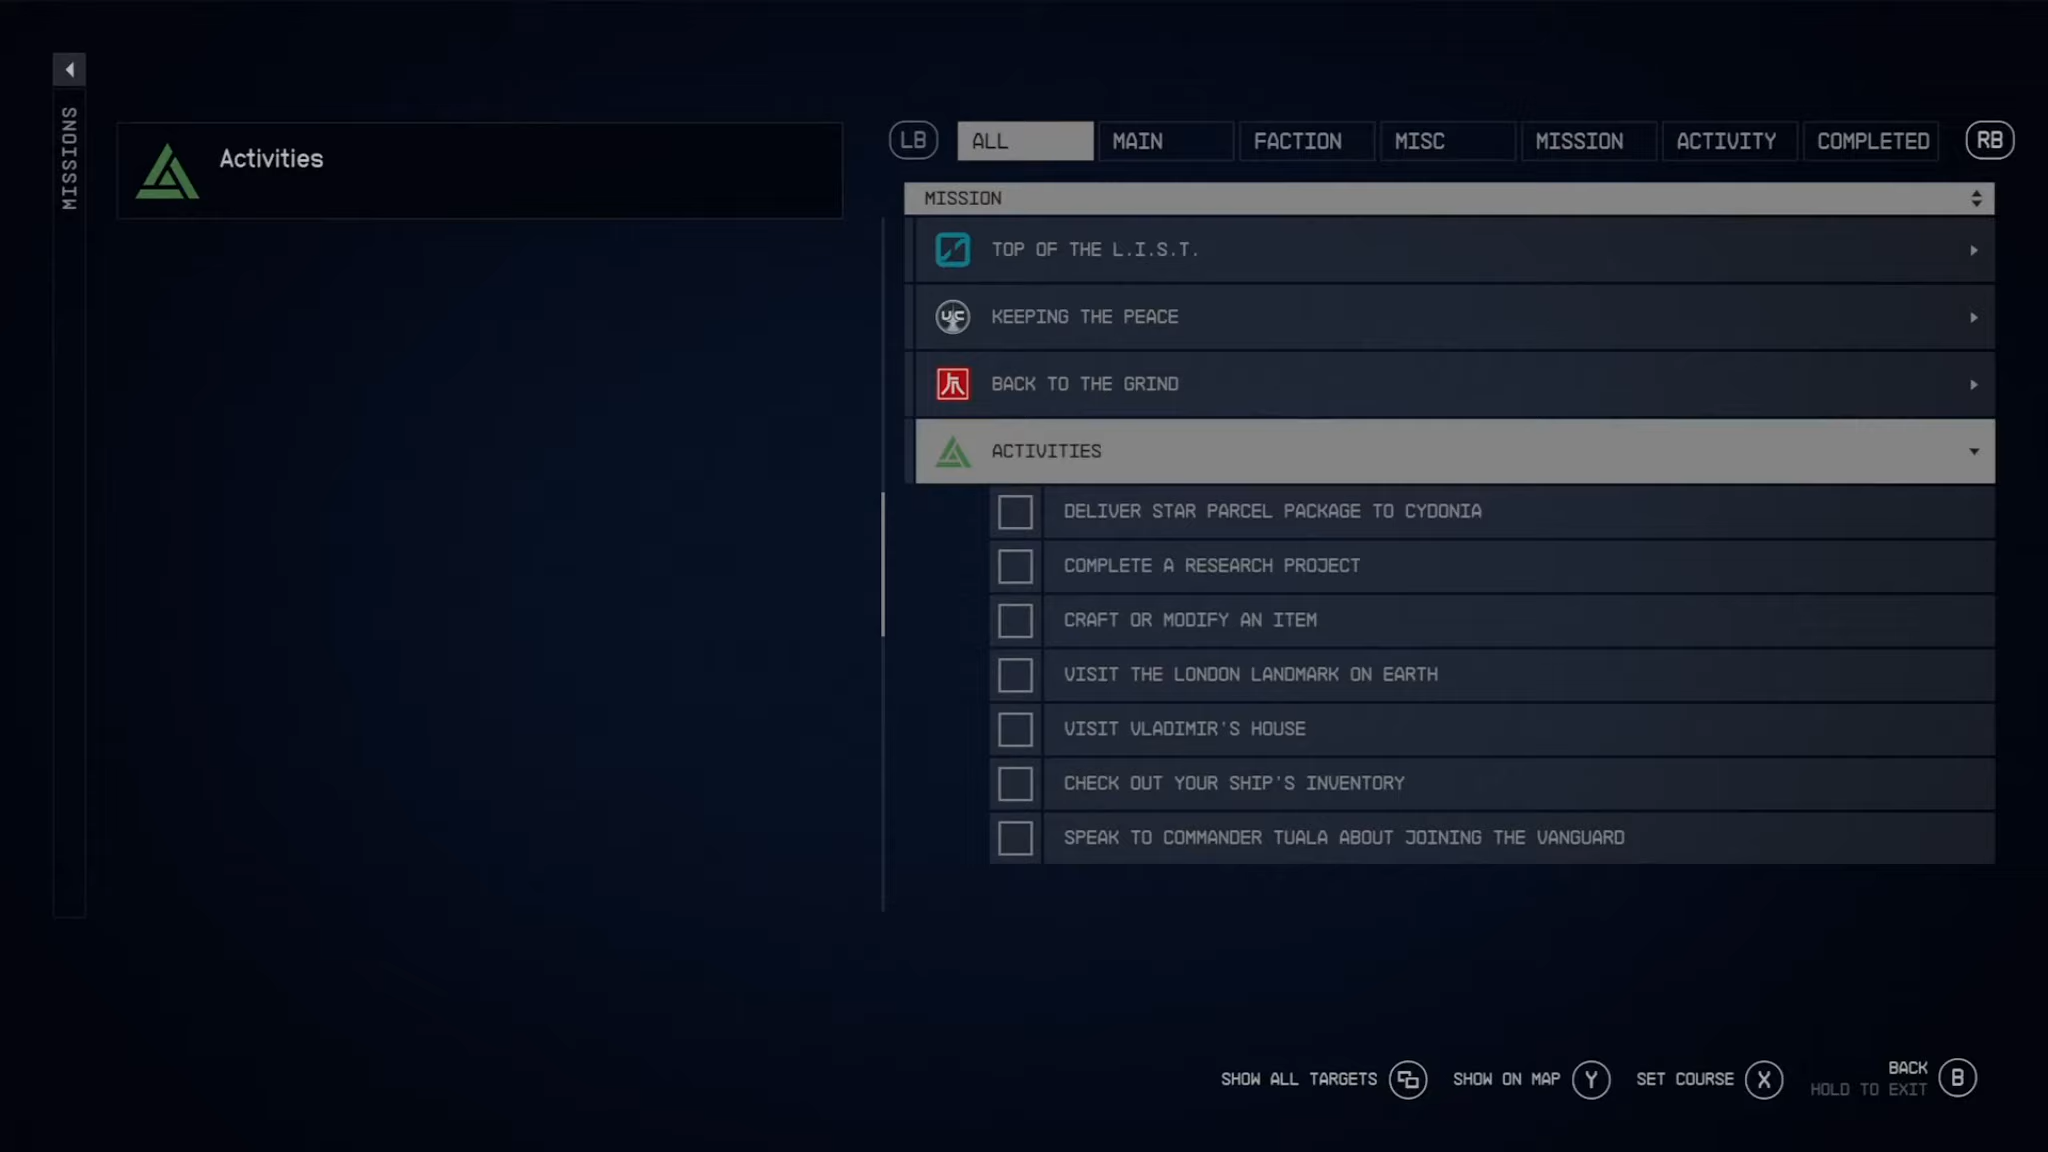 MISSIONS
Activities
LB
ALL
MAIN
FACTION
MISC
MISSION
ACTIVITY
COMPLETED
RB
MISSION
TOP OF THE L.I.S.T.
UC
KEEPING THE PEACE
BACK TO THE GRIND
ACTIVITIES
DELIVER STAR PARCEL PACKAGE TO CYDONIA
COMPLETE A RESEARCH PROJECT
CRAFT OR MODIFY AN ITEM
VISIT THE LONDON LANDMARK ON EARTH
VISIT VLADIMIR'S HOUSE
CHECK OUT YOUR SHIP'S INVENTORY
SPEAK TO COMMANDER TUALA ABOUT JOINING THE VANGUARD
SHOW ALL TARGETS
SHOW ON MAP Y
SET COURSE X
BACK B
HOLD TO EXIT